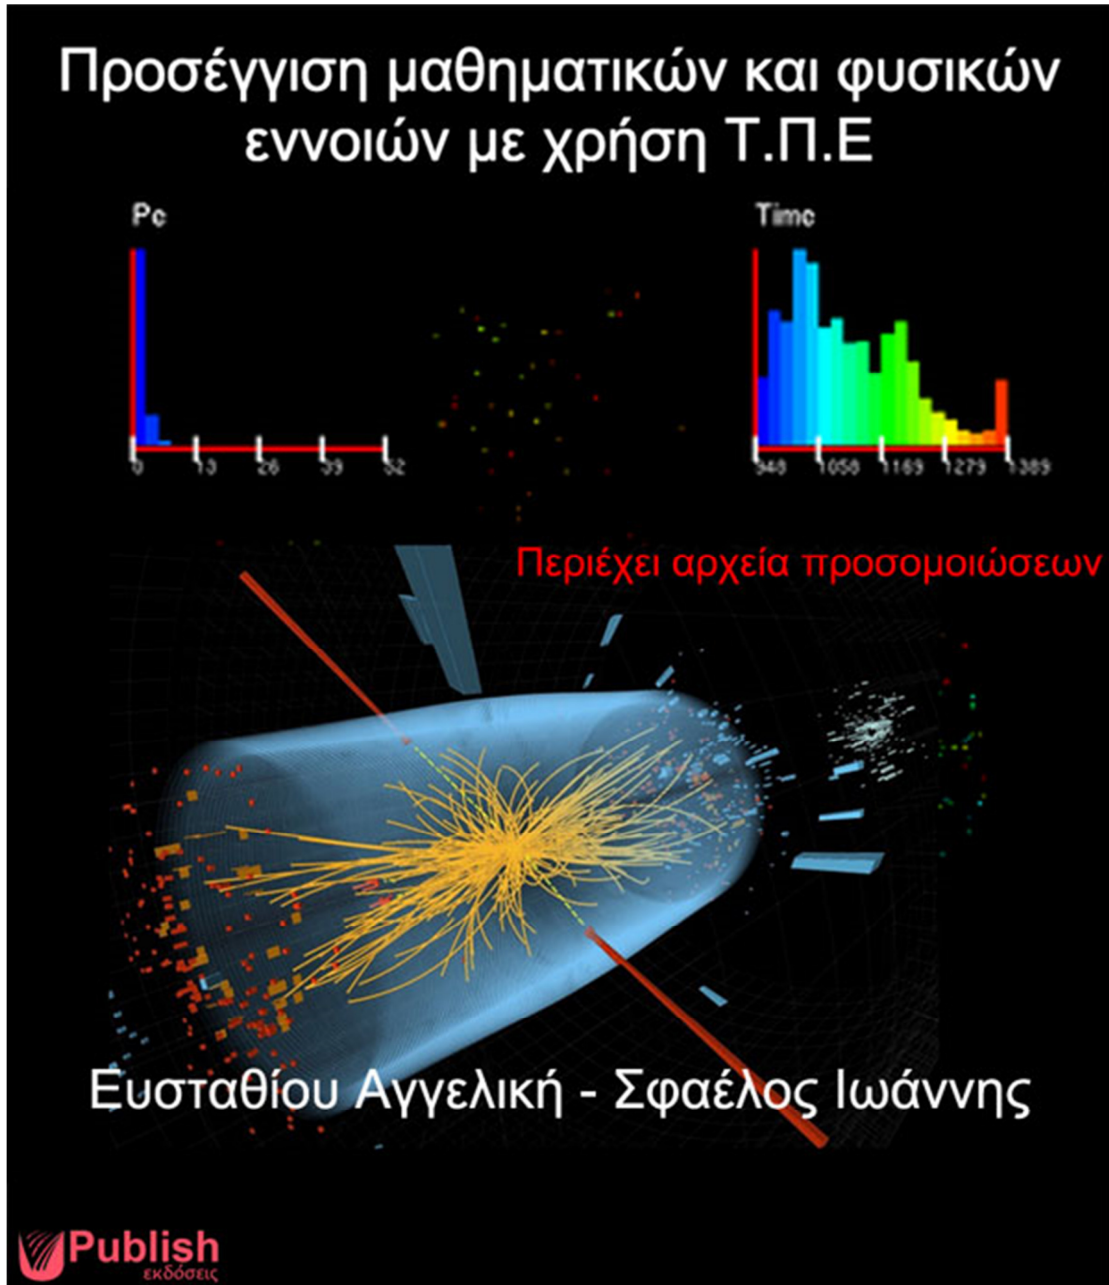 Προσέγγιση μαθηματικών και φυσικών
εννοιών με χρήση Τ.Π.Ε
Pe Time
0 13 26 39 52 948 1058 1169 1279 1389
Περιέχει αρχεία προσομοιώσεων
Ευσταθίου Αγγελική - Σφαέλος Ιωάννης
Publish
εκδόσεις